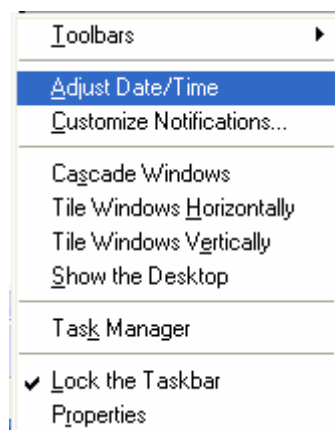 Toolbars
Adjust Date/Time
Customize Notifications...
Cascade Windows
Tile Windows Horizontally
Tile Windows Vertically
Show the Desktop
Task Manager
Lock the Taskbar
Properties